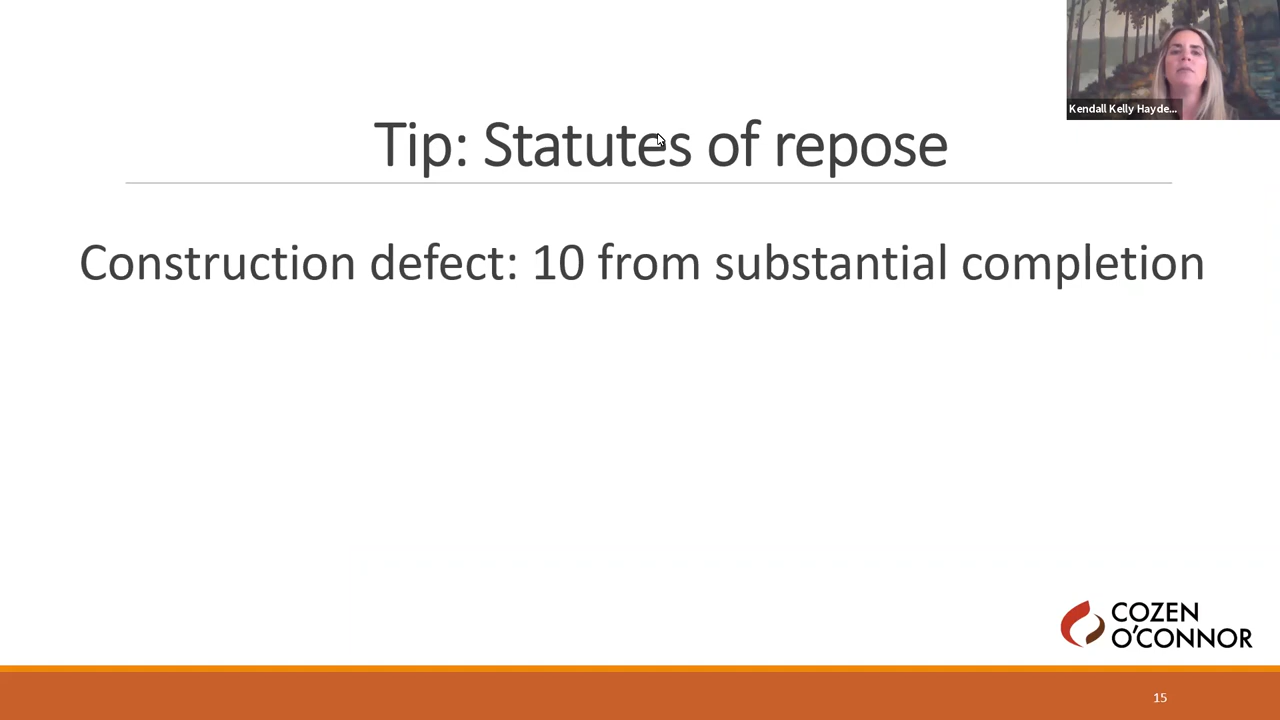 Kendall Kelly Hayde...
Tip: Statutes of repose
Construction defect: 10 from substantial completion
COZEN
O'CONNOR
15